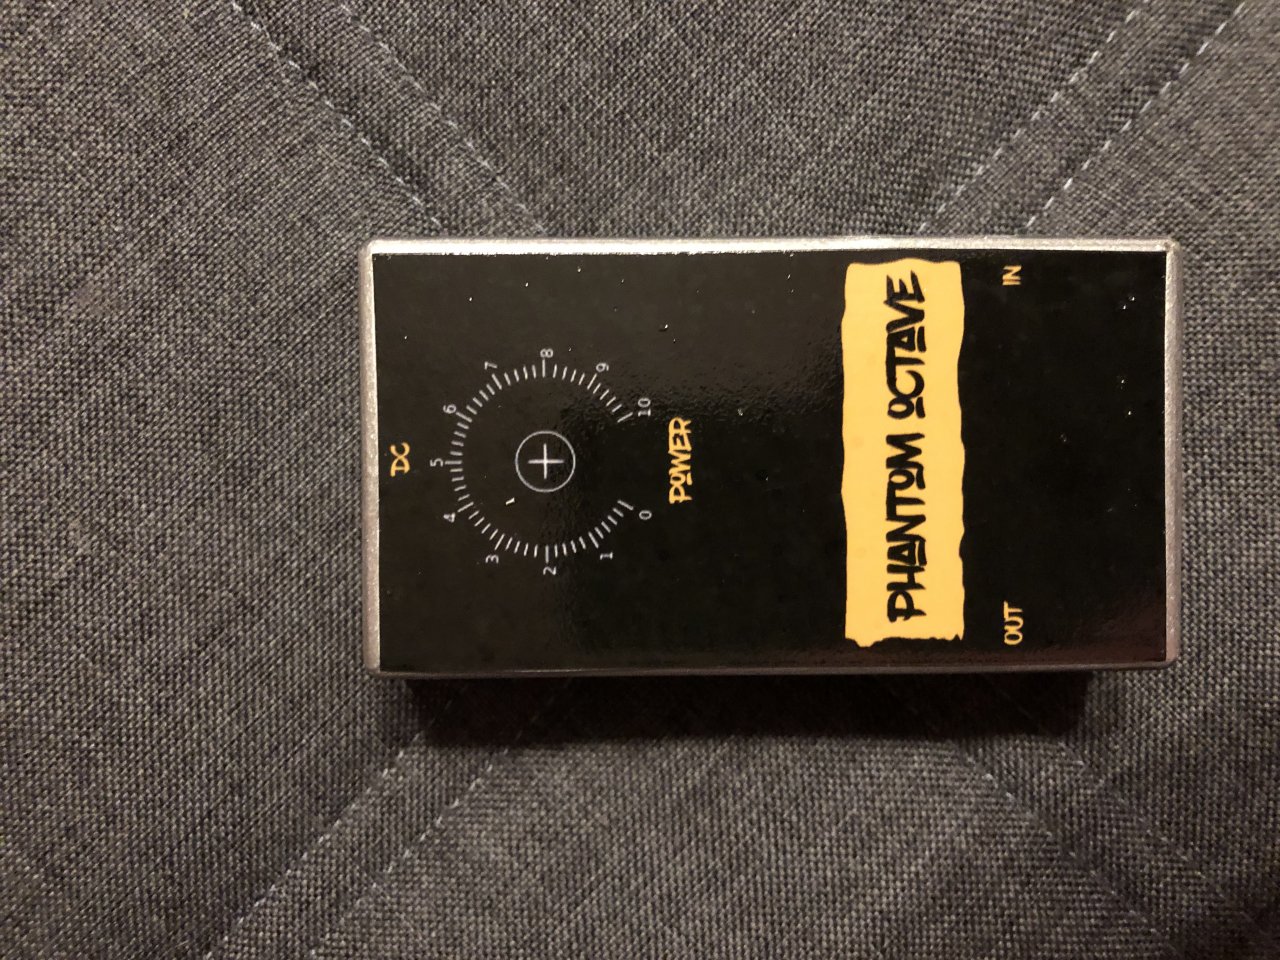 DC
0 1 2 3 4 5 6 7 8 9 10
POWER
PHANTOM OCTAVE
OUT IN